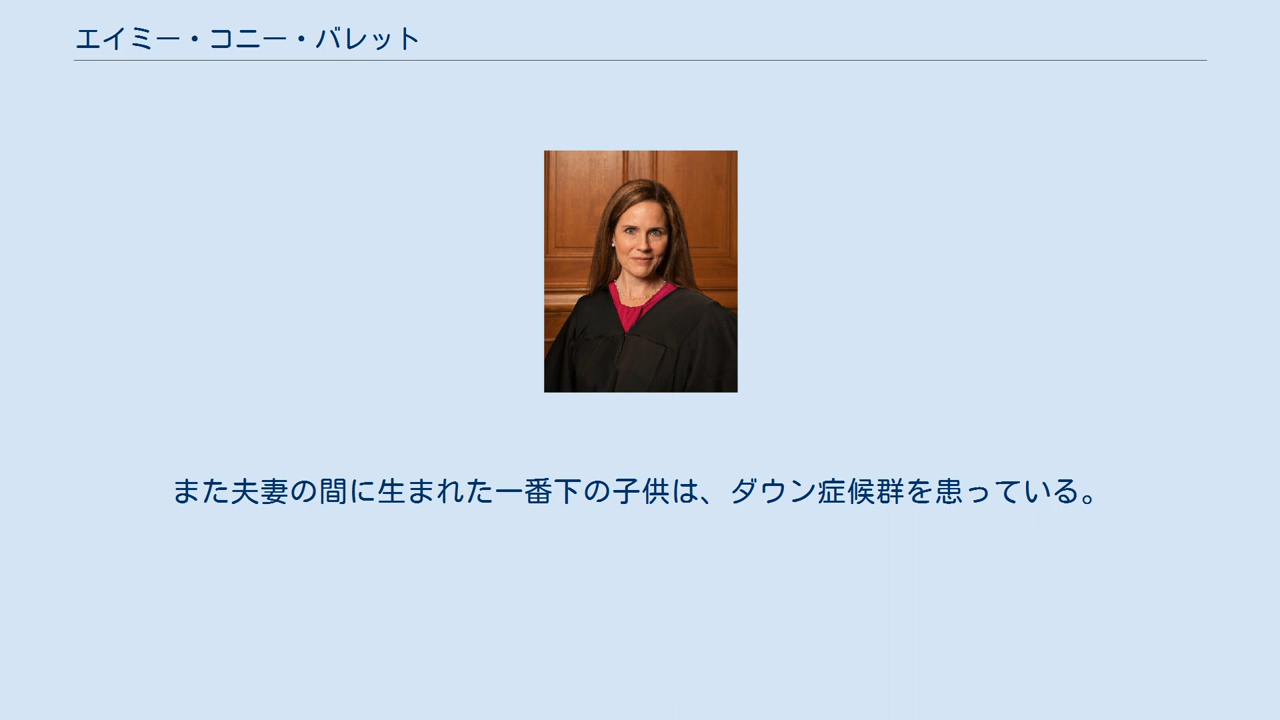 エイミー・コニー・バレット
また夫妻の間に生まれた一番下の子供は、ダウン症候群を患っている。